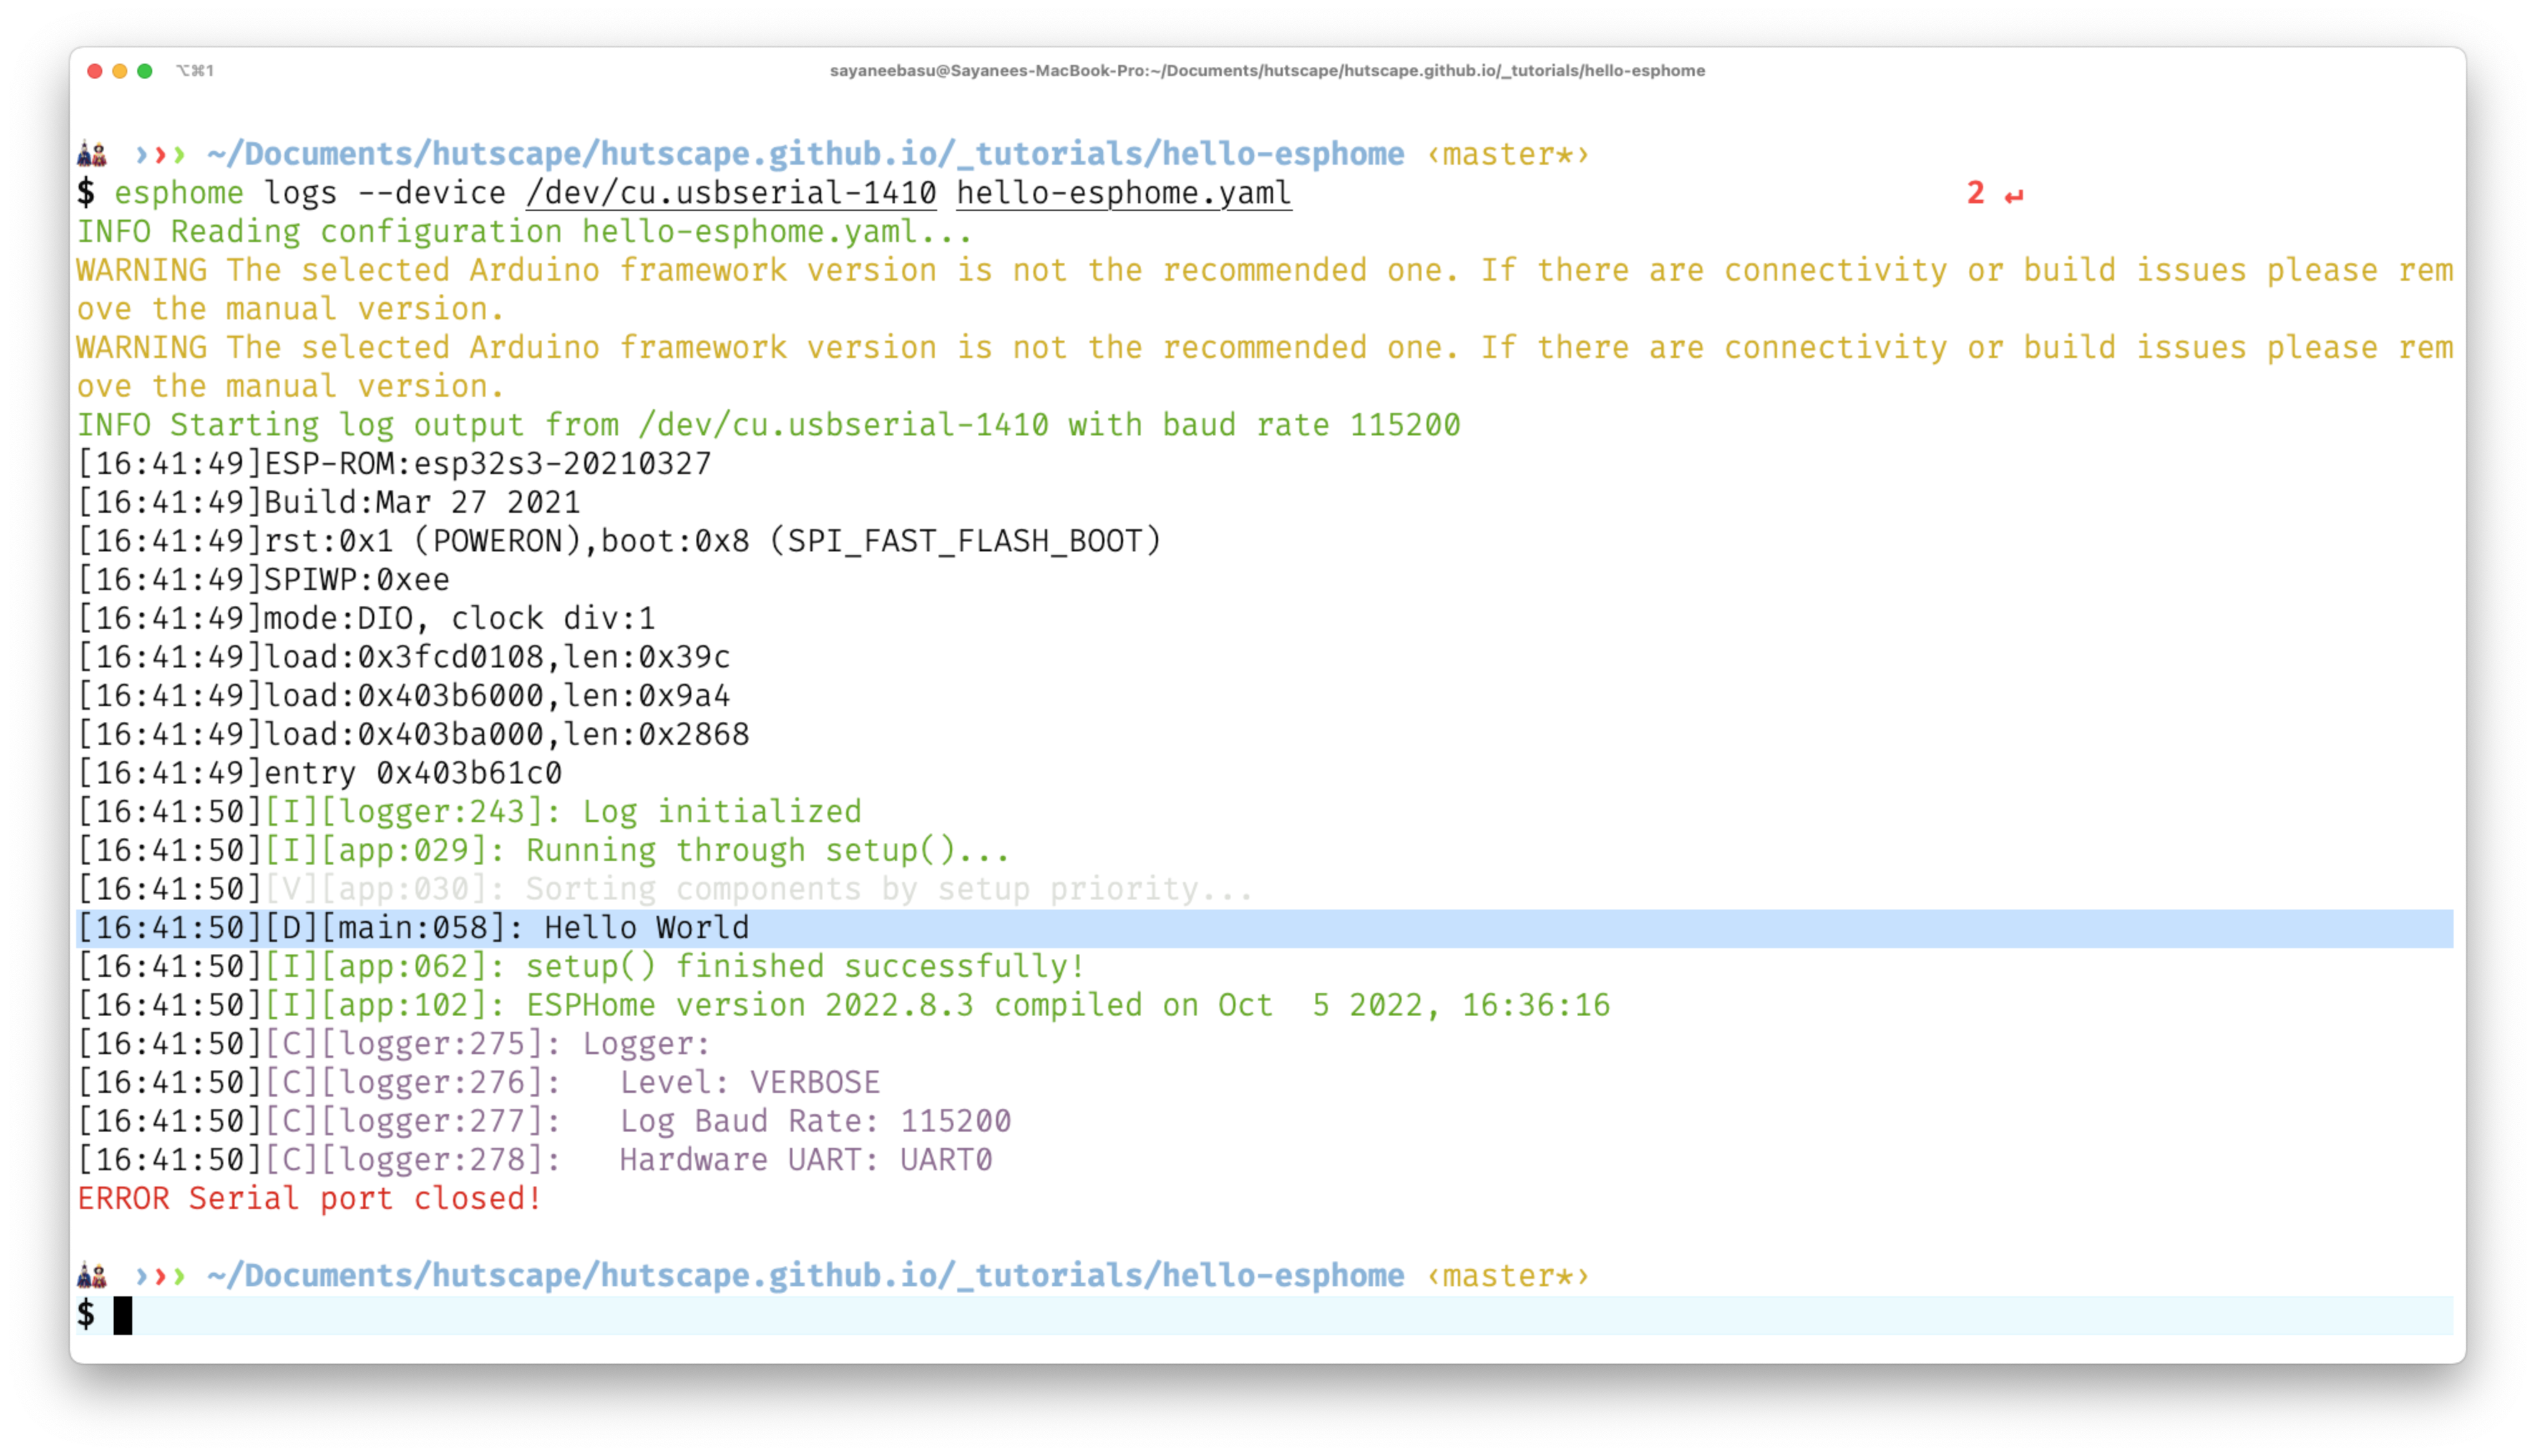 ⌥⌘1 sayaneebasu@Sayanees-MacBook-Pro:~/Documents/hutscape/hutscape.github.io/_tutorials/hello-esphome
››› ~/Documents/hutscape/hutscape.github.io/_tutorials/hello-esphome ‹master*›
$ esphome logs --device /dev/cu.usbserial-1410 hello-esphome.yaml 2 ↵
INFO Reading configuration hello-esphome.yaml...
WARNING The selected Arduino framework version is not the recommended one. If there are connectivity or build issues please rem
ove the manual version.
WARNING The selected Arduino framework version is not the recommended one. If there are connectivity or build issues please rem
ove the manual version.
INFO Starting log output from /dev/cu.usbserial-1410 with baud rate 115200
[16:41:49]ESP-ROM:esp32s3-20210327
[16:41:49]Build:Mar 27 2021
[16:41:49]rst:0x1 (POWERON),boot:0x8 (SPI_FAST_FLASH_BOOT)
[16:41:49]SPIWP:0xee
[16:41:49]mode:DIO, clock div:1
[16:41:49]load:0x3fcd0108,len:0x39c
[16:41:49]load:0x403b6000,len:0x9a4
[16:41:49]load:0x403ba000,len:0x2868
[16:41:49]entry 0x403b61c0
[16:41:50][I][logger:243]: Log initialized
[16:41:50][I][app:029]: Running through setup()...
[16:41:50][V][app:030]: Sorting components by setup priority...
[16:41:50][D][main:058]: Hello World
[16:41:50][I][app:062]: setup() finished successfully!
[16:41:50][I][app:102]: ESPHome version 2022.8.3 compiled on Oct  5 2022, 16:36:16
[16:41:50][C][logger:275]: Logger:
[16:41:50][C][logger:276]:   Level: VERBOSE
[16:41:50][C][logger:277]:   Log Baud Rate: 115200
[16:41:50][C][logger:278]:   Hardware UART: UART0
ERROR Serial port closed!
››› ~/Documents/hutscape/hutscape.github.io/_tutorials/hello-esphome ‹master*›
$